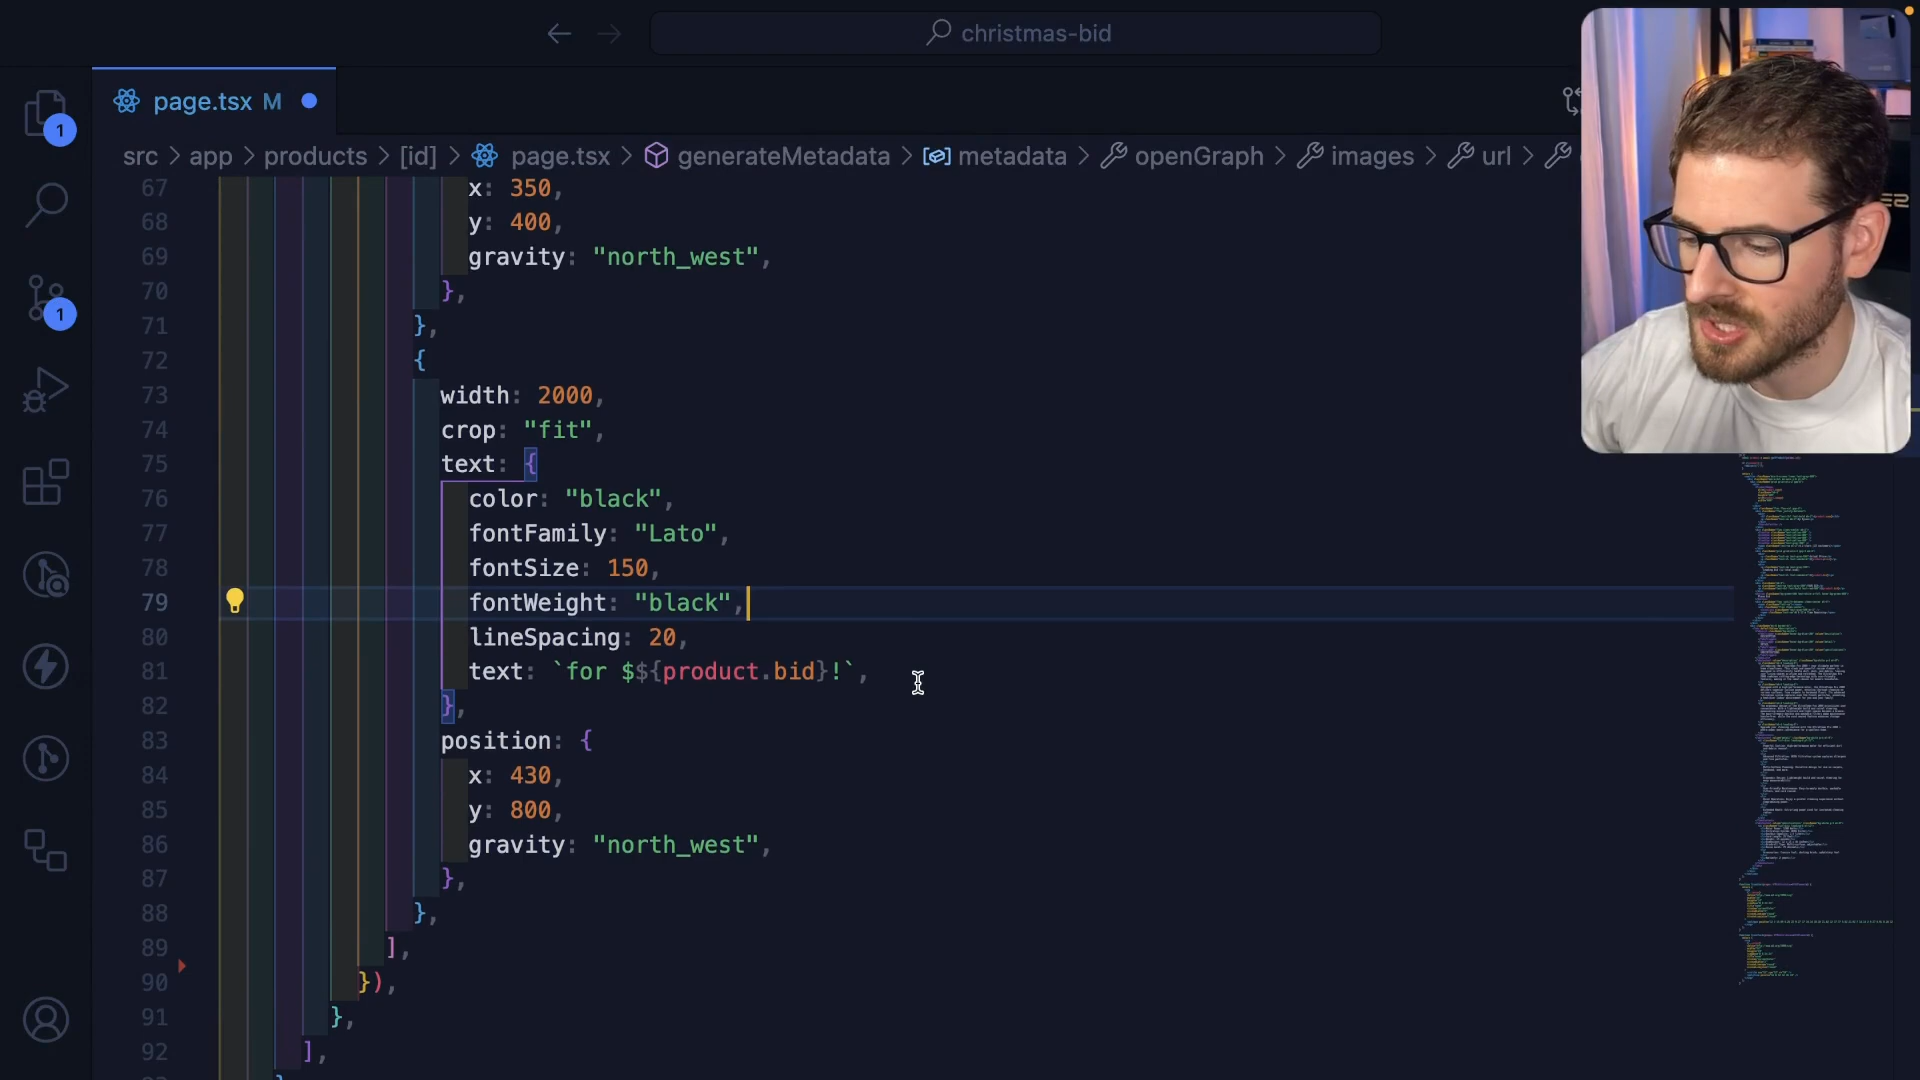 christmas-bid
page.tsx M
src > app > products > [id] > page.tsx > generateMetadata > metadata > openGraph > images > url >
1
1
67 x: 350,
68 y: 400,
69 gravity: "north_west",
70 },
71 },
72 {
73 width: 2000,
74 crop: "fit",
75 text: {
76 color: "black",
77 fontFamily: "Lato",
78 fontSize: 150,
79 fontWeight: "black",
80 lineSpacing: 20,
81 text: `for $${product.bid}!`,
82 },
83 position: {
84 x: 430,
85 y: 800,
86 gravity: "north_west",
87 },
88 },
89 ],
90 }),
91 },
92 ],